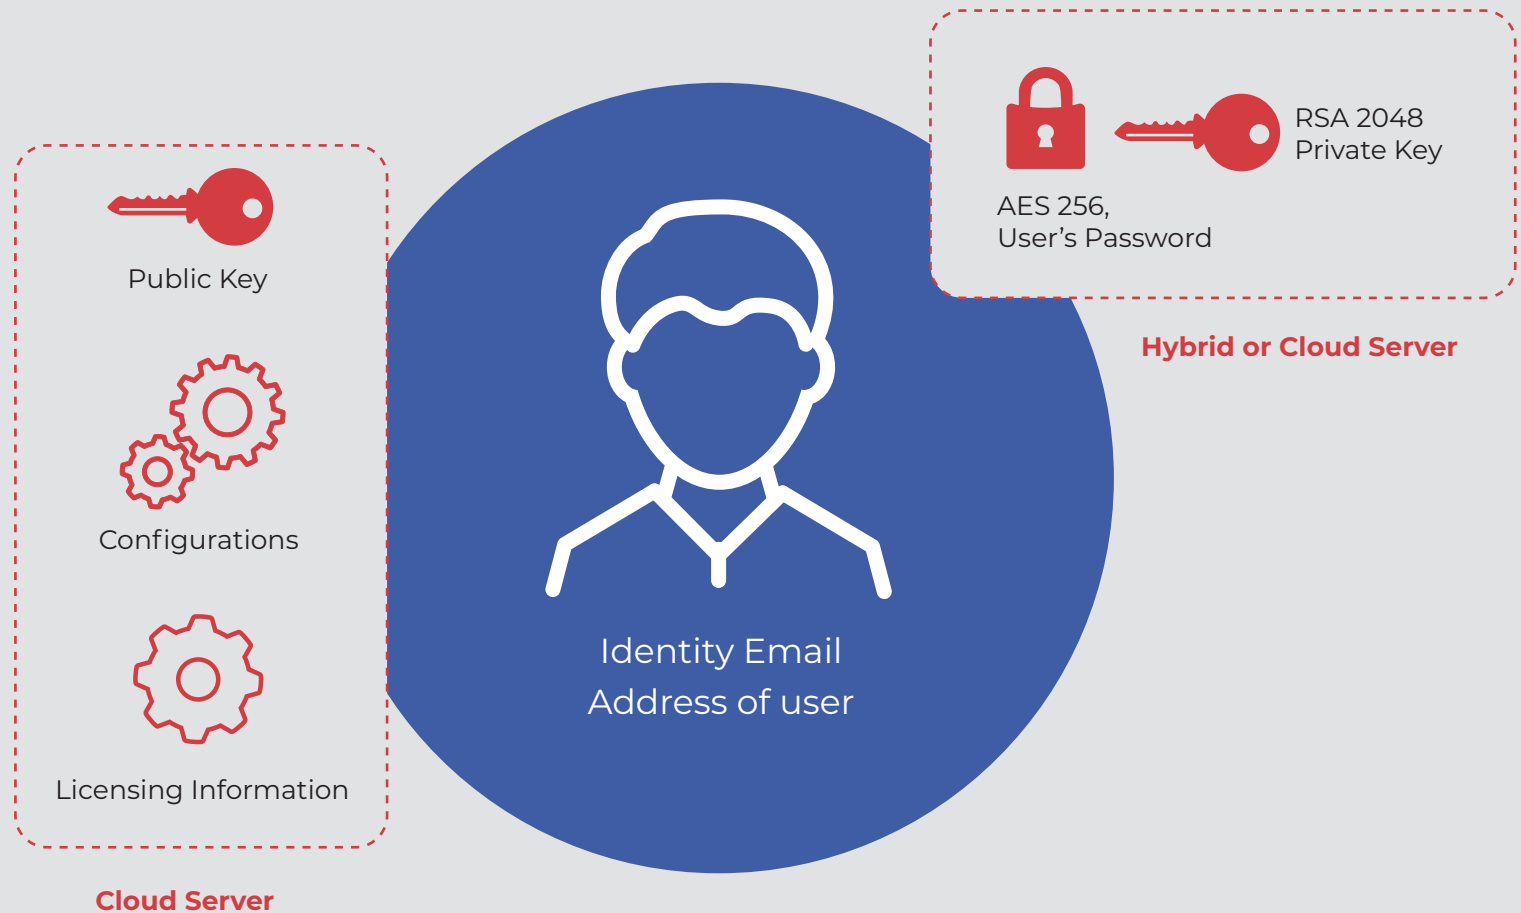 Public Key
Configurations
Licensing Information
Cloud Server
Identity Email
Address of user
RSA 2048
Private Key
AES 256,
User’s Password
Hybrid or Cloud Server